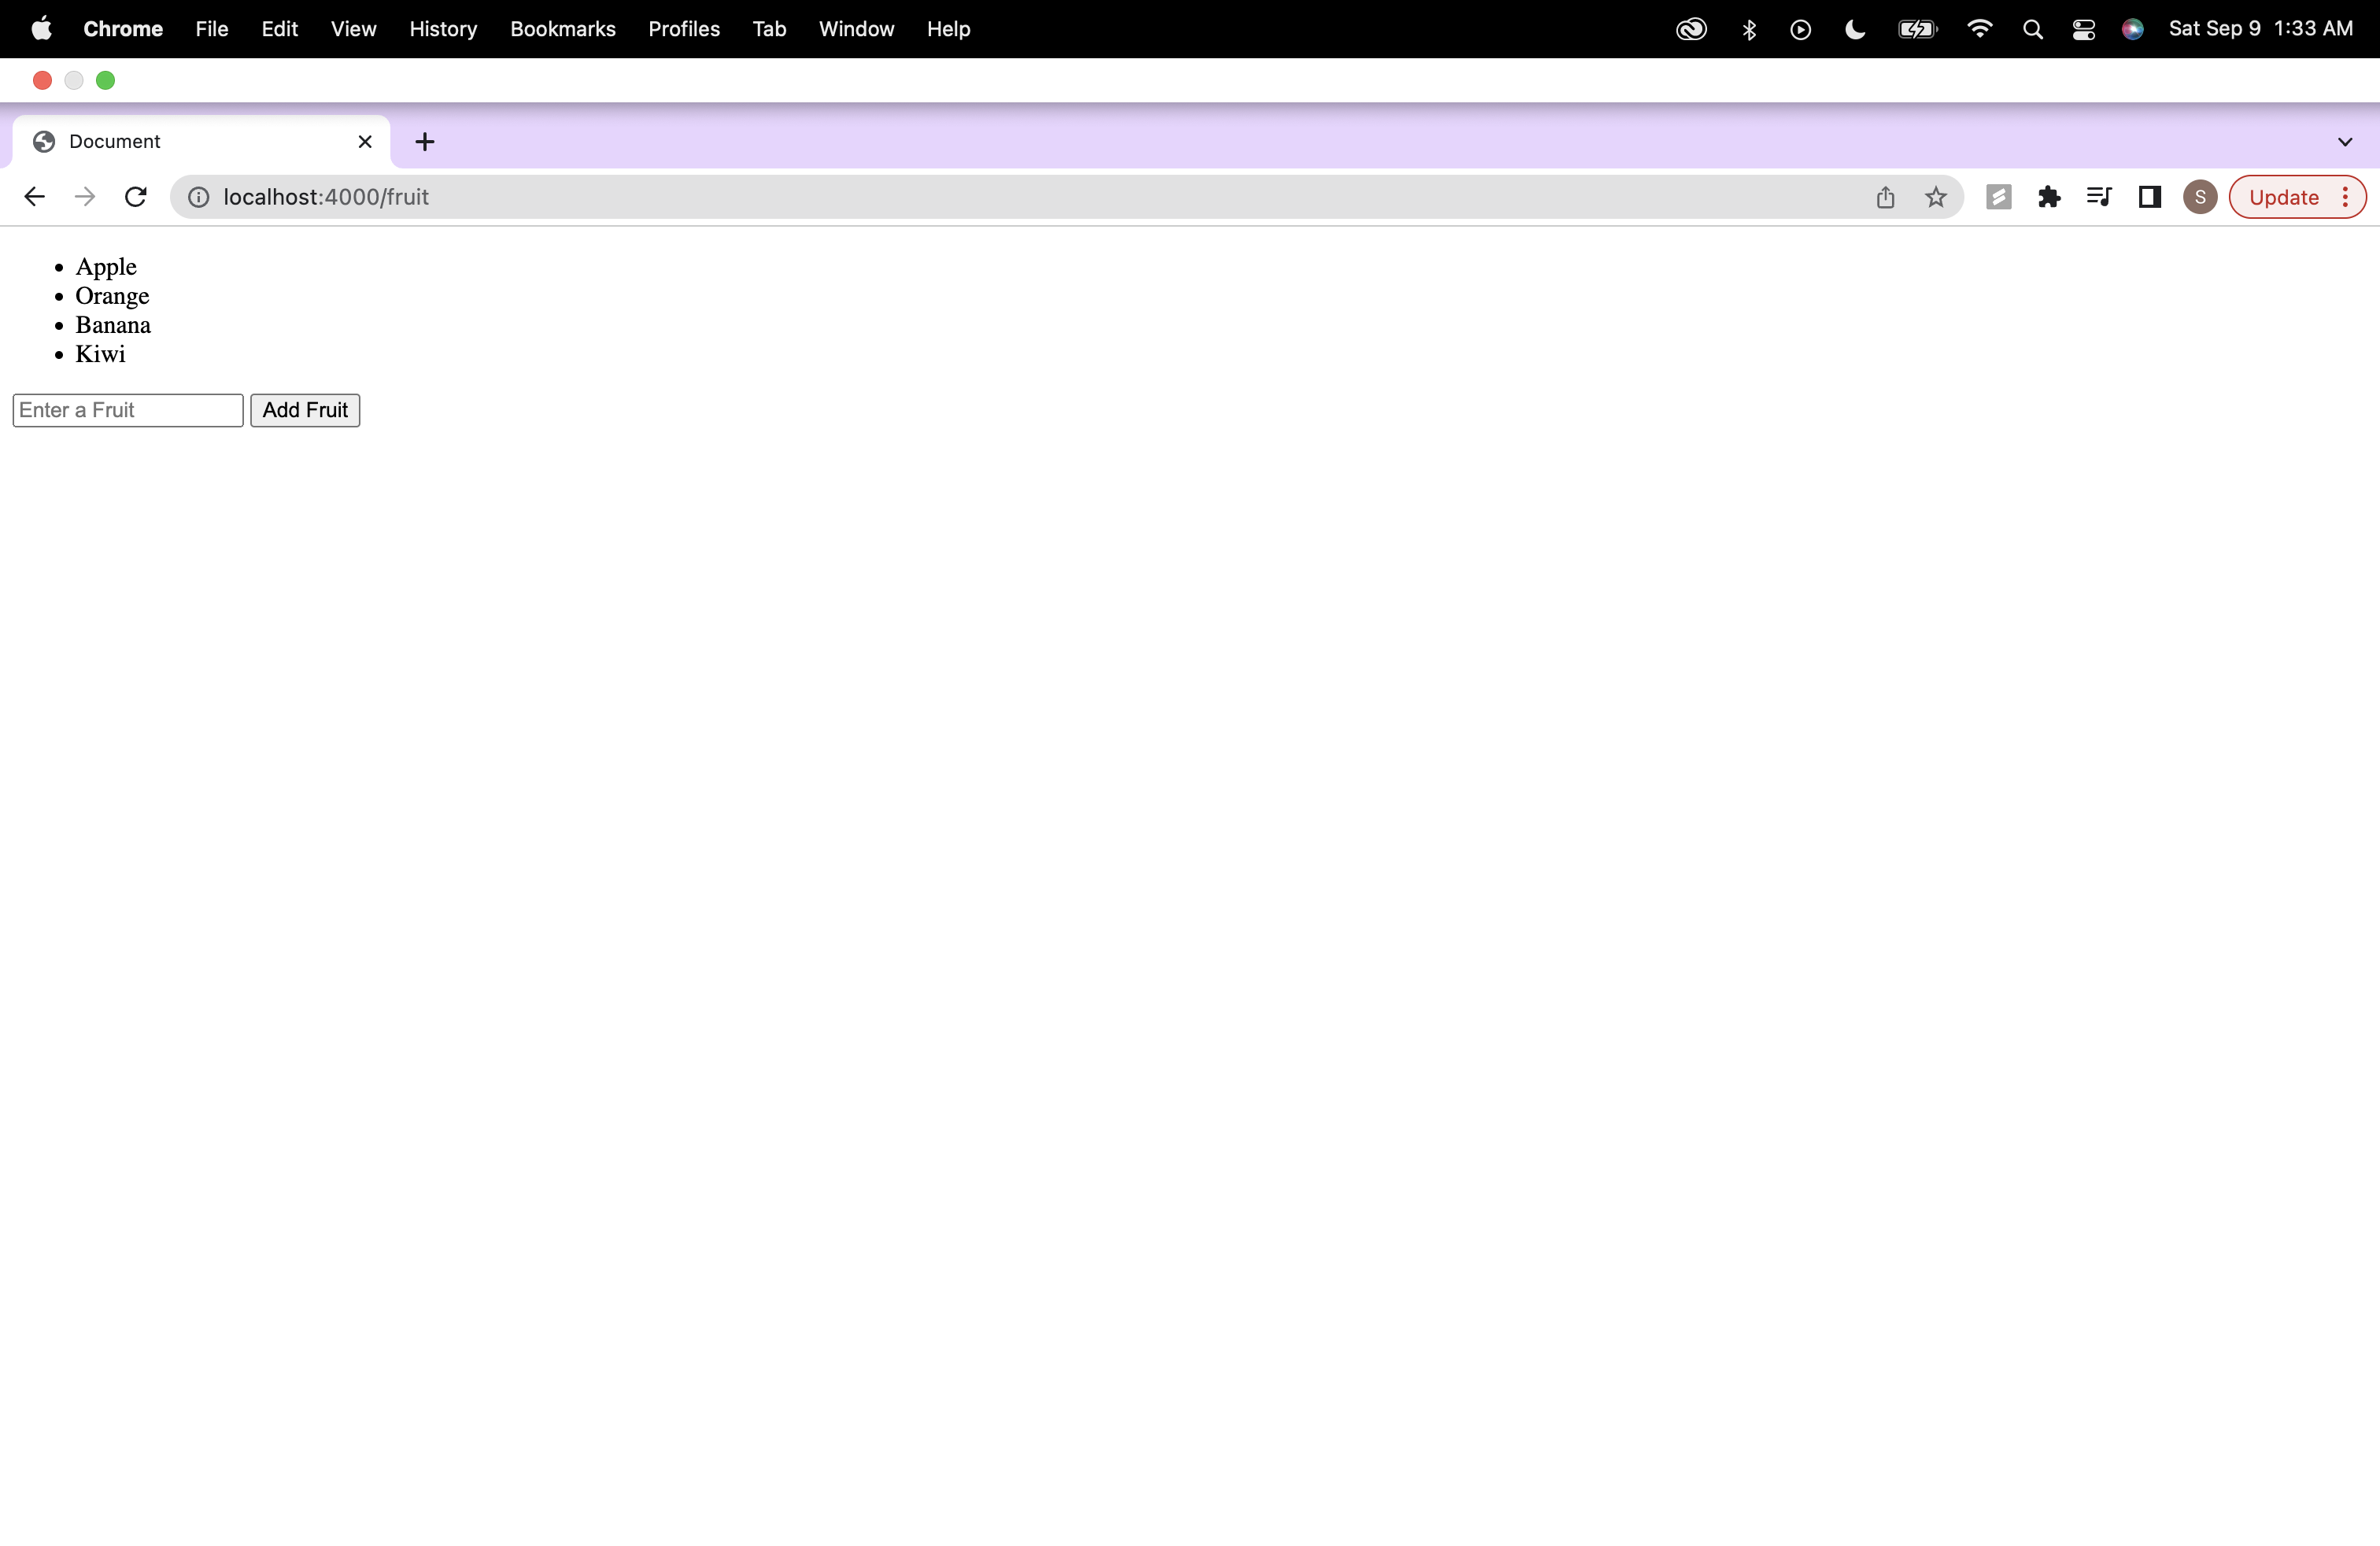 Chrome File Edit View History Bookmarks Profiles Tab Window Help Sat Sep 9 1:33 AM
Document
localhost:4000/fruit S Update
Apple
Orange
Banana
Kiwi
Enter a Fruit Add Fruit